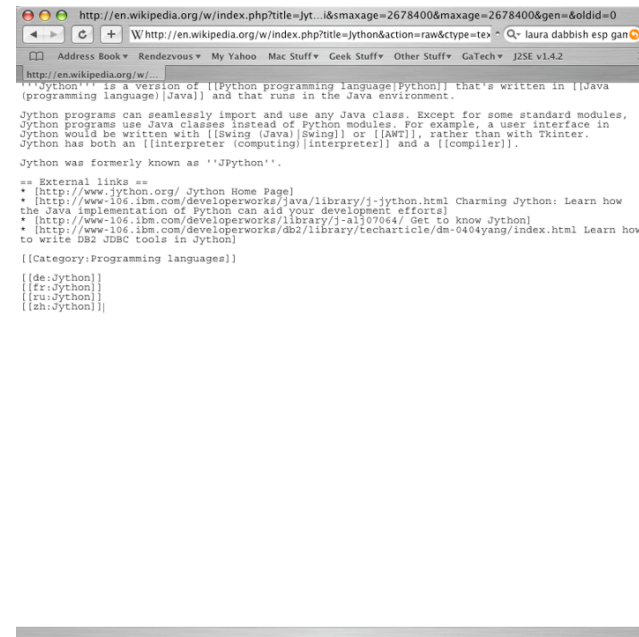 http://en.wikipedia.org/w/index.php?title=Jyt...i&smaxage=2678400&maxage=2678400&gen=&oldid=0
W http://en.wikipedia.org/w/index.php?title=Jython&action=raw&ctype=tex laura dabbish esp gam
Address Book Rendezvous My Yahoo Mac Stuff Geek Stuff Other Stuff GaTech J2SE v1.4.2
http://en.wikipedia.org/w/...
'''Jython''' is a version of [[Python programming language|Python]] that's written in [[Java
(programming language)|Java]] and that runs in the Java environment.
Jython programs can seamlessly import and use any Java class. Except for some standard modules,
Jython programs use Java classes instead of Python modules. For example, a user interface in
Jython would be written with [[Swing (Java)|Swing]] or [[AWT]], rather than with Tkinter.
Jython has both an [[interpreter (computing)|interpreter]] and a [[compiler]].
Jython was formerly known as ''JPython''.
== External links ==
* [http://www.jython.org/ Jython Home Page]
* [http://www-106.ibm.com/developerworks/java/library/j-jython.html Charming Jython: Learn how
the Java implementation of Python can aid your development efforts]
* [http://www-106.ibm.com/developerworks/library/j-alj07064/ Get to know Jython]
* [http://www-106.ibm.com/developerworks/db2/library/techarticle/dm-0404yang/index.html Learn how
to write DB2 JDBC tools in Jython]
[[Category:Programming languages]]
[[de:Jython]]
[[fr:Jython]]
[[ru:Jython]]
[[zh:Jython]]